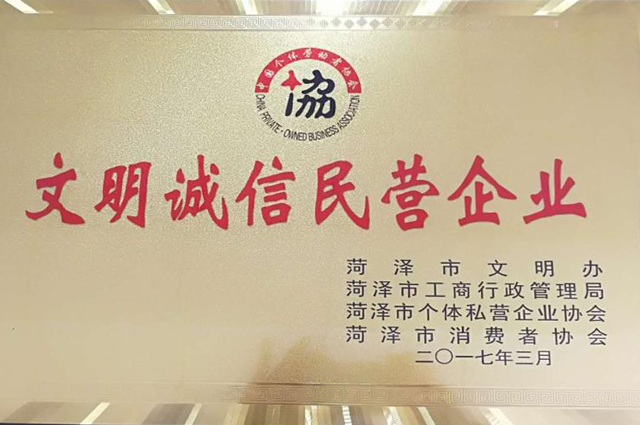 中国个体劳动者协会
協
CHINA PRIVATE-OWNED BUSINESS ASSOCIATION
文明诚信民营企业
菏泽市文明办
菏泽市工商行政管理局
菏泽市个体私营企业协会
菏泽市消费者协会
二〇一七年三月